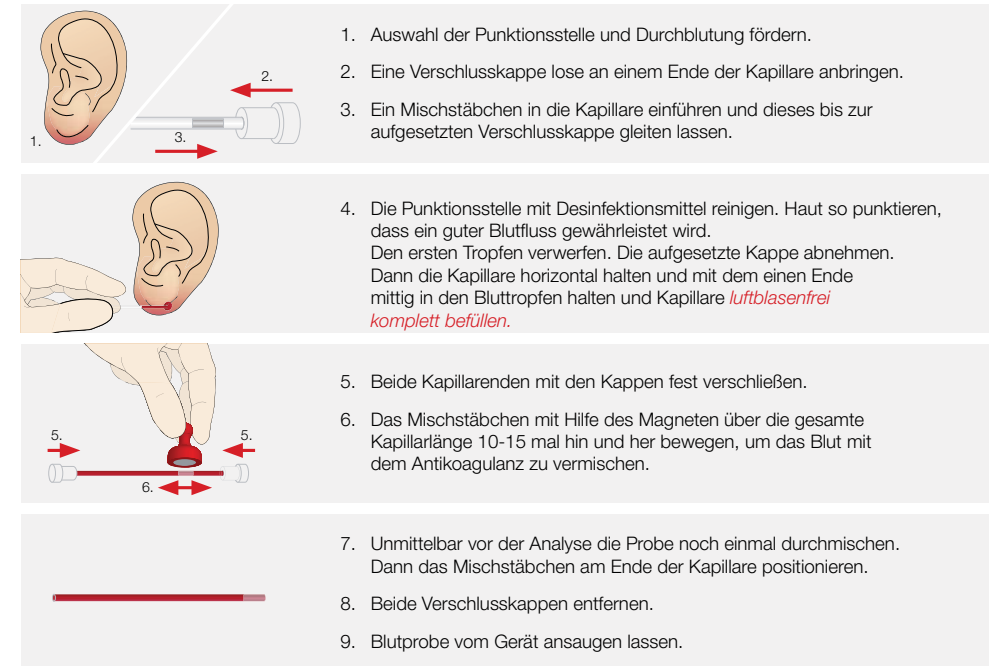 1. Auswahl der Punktionsstelle und Durchblutung fördern.
2. Eine Verschlusskappe lose an einem Ende der Kapillare anbringen.
3. Ein Mischstäbchen in die Kapillare einführen und dieses bis zur
aufgesetzten Verschlusskappe gleiten lassen.
1.
2.
3.
4. Die Punktionsstelle mit Desinfektionsmittel reinigen. Haut so punktieren,
dass ein guter Blutfluss gewährleistet wird.
Den ersten Tropfen verwerfen. Die aufgesetzte Kappe abnehmen.
Dann die Kapillare horizontal halten und mit dem einen Ende
mittig in den Bluttropfen halten und Kapillare luftblasenfrei
komplett befüllen.
5. Beide Kapillarenden mit den Kappen fest verschließen.
6. Das Mischstäbchen mit Hilfe des Magneten über die gesamte
Kapillarlänge 10-15 mal hin und her bewegen, um das Blut mit
dem Antikoagulanz zu vermischen.
5.
5.
6.
7. Unmittelbar vor der Analyse die Probe noch einmal durchmischen.
Dann das Mischstäbchen am Ende der Kapillare positionieren.
8. Beide Verschlusskappen entfernen.
9. Blutprobe vom Gerät ansaugen lassen.